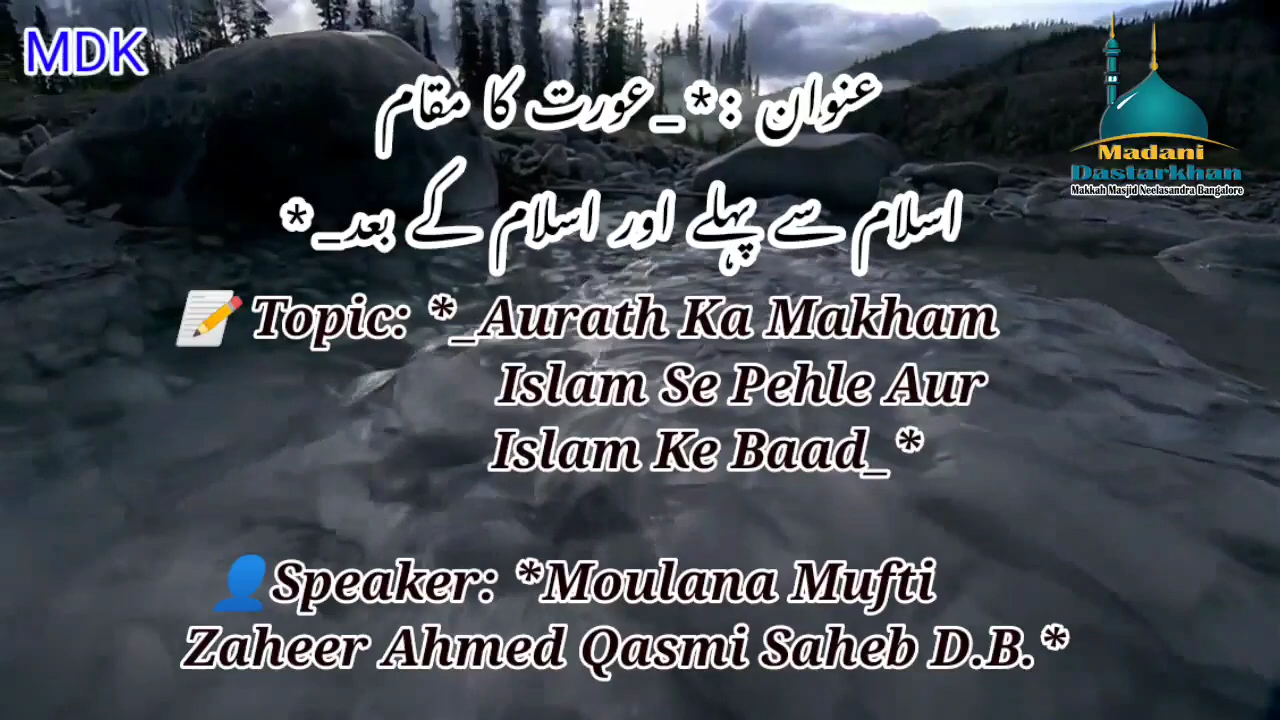 MDK
عنوان :*_عورت کا مقام
اسلام سے پہلے اور اسلام کے بعد_*
Madani
Dastarkhan
Makkah Masjid Neelasandra Bangalore
📝 Topic: *_Aurath Ka Makham
Islam Se Pehle Aur
Islam Ke Baad_*
👤Speaker: *Moulana Mufti
Zaheer Ahmed Qasmi Saheb D.B.*